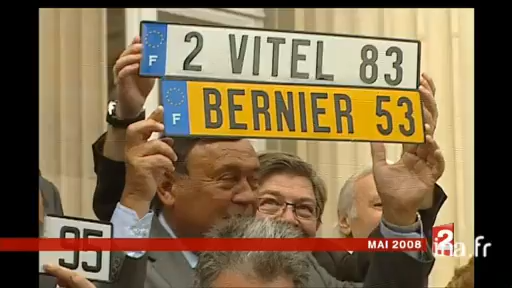 F 2 VITEL 83
F BERNIER 53
95
MAI 2008 2
ina.fr